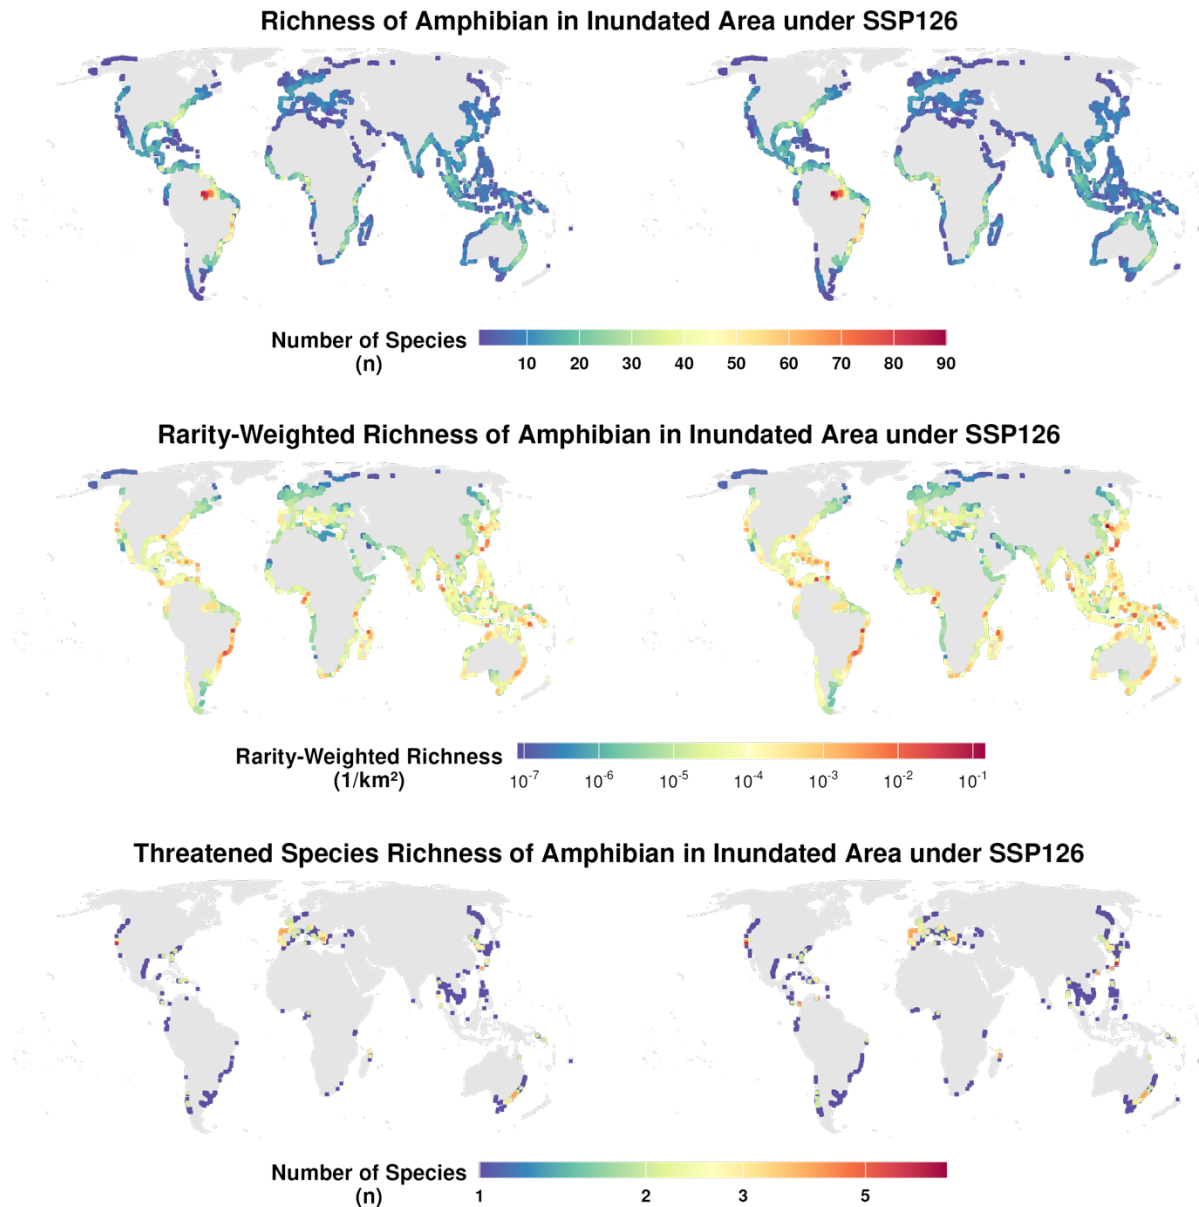 Richness of Amphibian in Inundated Area under SSP126
Number of Species
(n)
10 20 30 40 50 60 70 80 90
Rarity-Weighted Richness of Amphibian in Inundated Area under SSP126
Rarity-Weighted Richness
(1/km²)
10⁻⁷ 10⁻⁶ 10⁻⁵ 10⁻⁴ 10⁻³ 10⁻² 10⁻¹
Threatened Species Richness of Amphibian in Inundated Area under SSP126
Number of Species
(n)
1 2 3 5